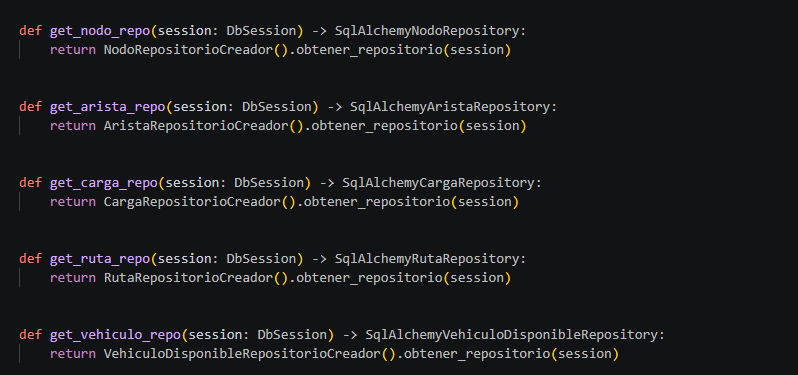 def get_nodo_repo(session: DbSession) -> SqlAlchemyNodoRepository:
    return NodoRepositorioCreador().obtener_repositorio(session)
def get_arista_repo(session: DbSession) -> SqlAlchemyAristaRepository:
    return AristaRepositorioCreador().obtener_repositorio(session)
def get_carga_repo(session: DbSession) -> SqlAlchemyCargaRepository:
    return CargaRepositorioCreador().obtener_repositorio(session)
def get_ruta_repo(session: DbSession) -> SqlAlchemyRutaRepository:
    return RutaRepositorioCreador().obtener_repositorio(session)
def get_vehiculo_repo(session: DbSession) -> SqlAlchemyVehiculoDisponibleRepository:
    return VehiculoDisponibleRepositorioCreador().obtener_repositorio(session)